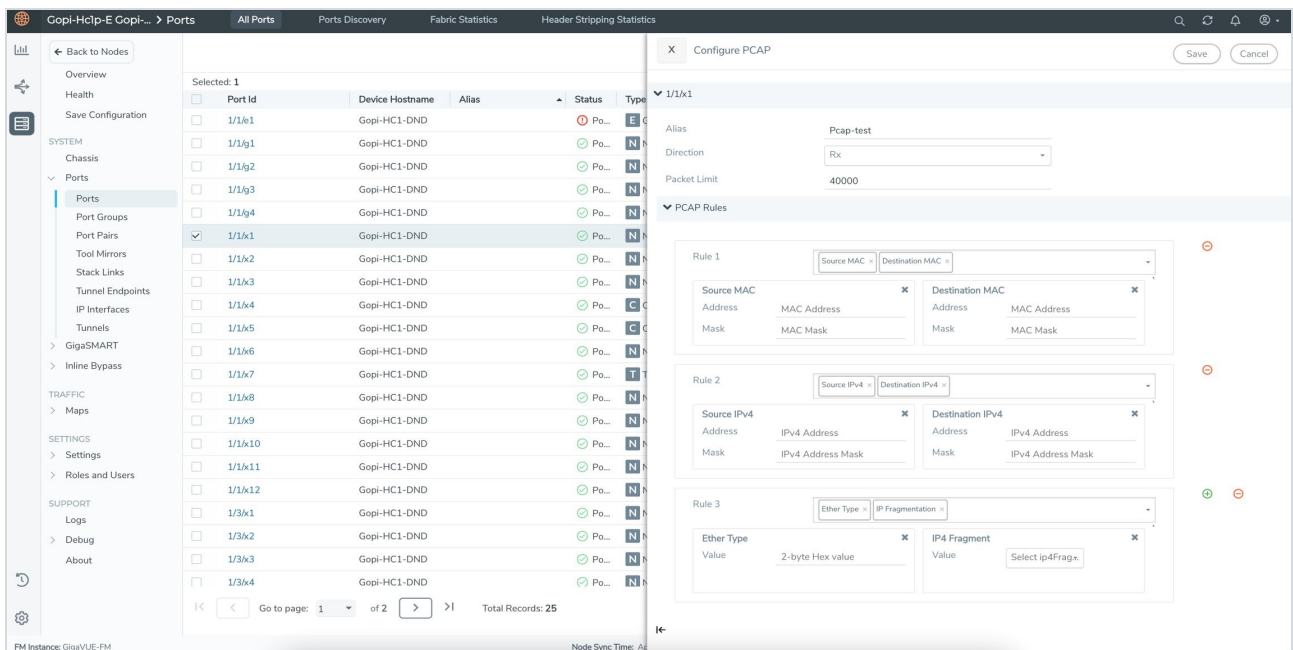 Gopi-Hc1p-E Gopi-... > Ports All Ports Ports Discovery Fabric Statistics Header Stripping Statistics
← Back to Nodes
Overview
Health
Save Configuration
SYSTEM
Chassis
Ports
Ports
Port Groups
Port Pairs
Tool Mirrors
Stack Links
Tunnel Endpoints
IP Interfaces
Tunnels
> GigaSMART
> Inline Bypass
TRAFFIC
> Maps
SETTINGS
> Settings
> Roles and Users
SUPPORT
Logs
> Debug
About
Selected: 1
Port Id Device Hostname Alias Status Type
1/1/e1 Gopi-HC1-DND Po... E
1/1/g1 Gopi-HC1-DND Po... N
1/1/g2 Gopi-HC1-DND Po... N
1/1/g3 Gopi-HC1-DND Po... N
1/1/g4 Gopi-HC1-DND Po... N
1/1/x1 Gopi-HC1-DND Po... N
1/1/x2 Gopi-HC1-DND Po... N
1/1/x3 Gopi-HC1-DND Po... N
1/1/x4 Gopi-HC1-DND Po... C
1/1/x5 Gopi-HC1-DND Po... C
1/1/x6 Gopi-HC1-DND Po... N
1/1/x7 Gopi-HC1-DND Po... T
1/1/x8 Gopi-HC1-DND Po... N
1/1/x9 Gopi-HC1-DND Po... N
1/1/x10 Gopi-HC1-DND Po... N
1/1/x11 Gopi-HC1-DND Po... N
1/1/x12 Gopi-HC1-DND Po... N
1/3/x1 Gopi-HC1-DND Po... N
1/3/x2 Gopi-HC1-DND Po... N
1/3/x3 Gopi-HC1-DND Po... N
1/3/x4 Gopi-HC1-DND Po... N
Go to page: 1 of 2 Total Records: 25
X Configure PCAP Save Cancel
1/1/x1
Alias Pcap-test
Direction Rx
Packet Limit 40000
PCAP Rules
Rule 1 Source MAC × Destination MAC ×
Source MAC Destination MAC
Address MAC Address Address MAC Address
Mask MAC Mask Mask MAC Mask
Rule 2 Source IPv4 × Destination IPv4 ×
Source IPv4 Destination IPv4
Address IPv4 Address Address IPv4 Address
Mask IPv4 Address Mask Mask IPv4 Address Mask
Rule 3 Ether Type × IP Fragmentation ×
Ether Type IP4 Fragment
Value 2-byte Hex value Value Select ip4Frag...
FM Instance: GigaVUE-FM Node Sync Time: